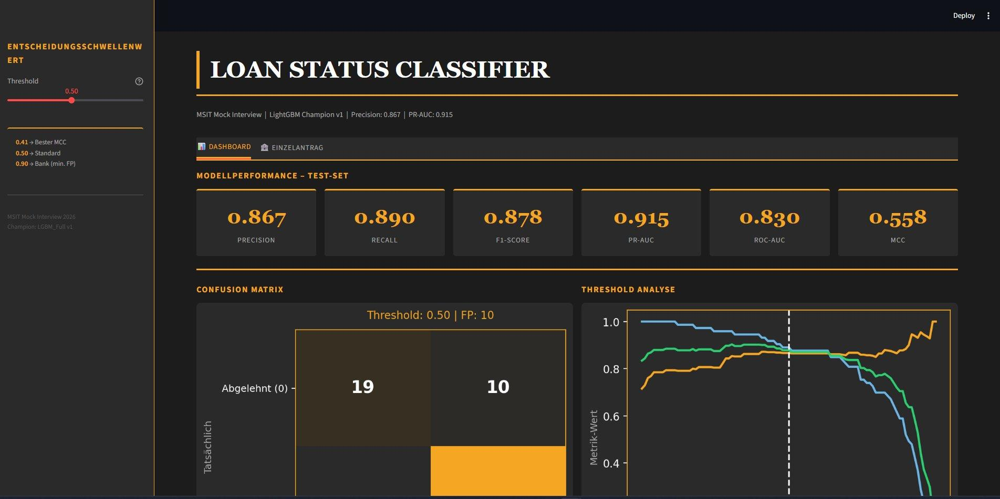 Deploy
ENTSCHEIDUNGSSCHWELLENW
ERT
Threshold
0.50
0.41 → Bester MCC
0.50 → Standard
0.90 → Bank (min. FP)
MSIT Mock Interview 2026
Champion: LGBM_Full v1
LOAN STATUS CLASSIFIER
MSIT Mock Interview | LightGBM Champion v1 | Precision: 0.867 | PR-AUC: 0.915
DASHBOARD EINZELANTRAG
MODELLPERFORMANCE – TEST-SET
0.867
PRECISION
0.890
RECALL
0.878
F1-SCORE
0.915
PR-AUC
0.830
ROC-AUC
0.558
MCC
CONFUSION MATRIX
Threshold: 0.50 | FP: 10
Abgelehnt (0)
19 10
Tatsächlich
THRESHOLD ANALYSE
1.0
0.8
0.6
0.4
Metrik-Wert